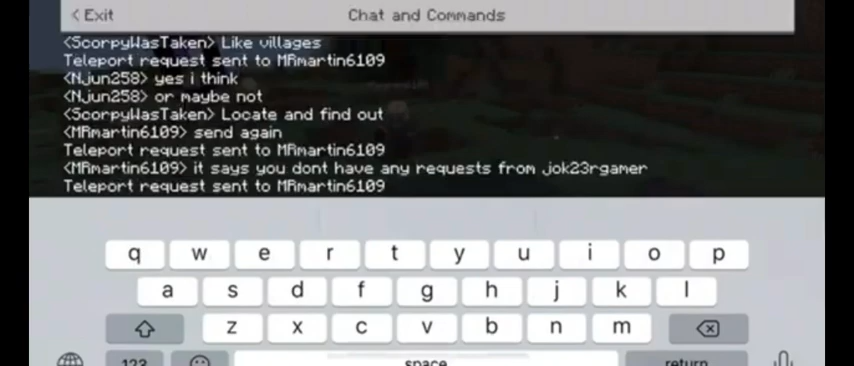 < Exit
Chat and Commands
<ScorpyWasTaken> Like villages
Teleport request sent to MRmartin6109
<Njun258> yes i think
<Njun258> or maybe not
<ScorpyWasTaken> Locate and find out
<MRmartin6109> send again
Teleport request sent to MRmartin6109
<MRmartin6109> it says you dont have any requests from jok23rgamer
Teleport request sent to MRmartin6109
q w e r t y u i o p
a s d f g h j k l
z x c v b n m
123 space return